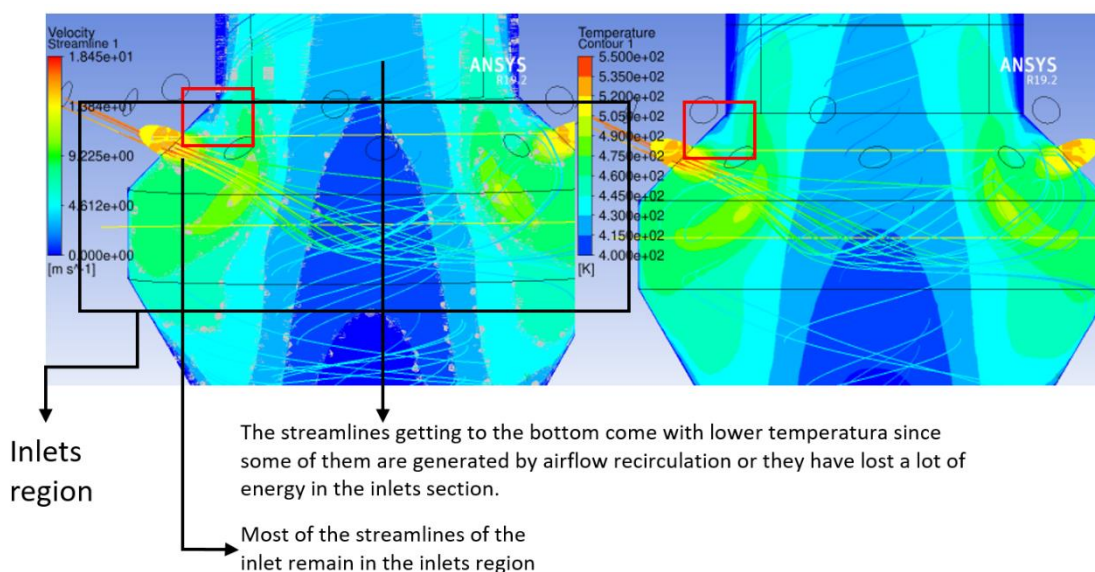 Velocity
Streamline 1
1.845e+01
1.384e+01
9.225e+00
4.612e+00
0.000e+00
[m s^-1]
ANSYS
R19.2
Temperature
Contour 1
5.500e+02
5.350e+02
5.200e+02
5.050e+02
4.900e+02
4.750e+02
4.600e+02
4.450e+02
4.300e+02
4.150e+02
4.000e+02
[K]
ANSYS
R19.2
Inlets
region
The streamlines getting to the bottom come with lower temperatura since
some of them are generated by airflow recirculation or they have lost a lot of
energy in the inlets section.
Most of the streamlines of the
inlet remain in the inlets region